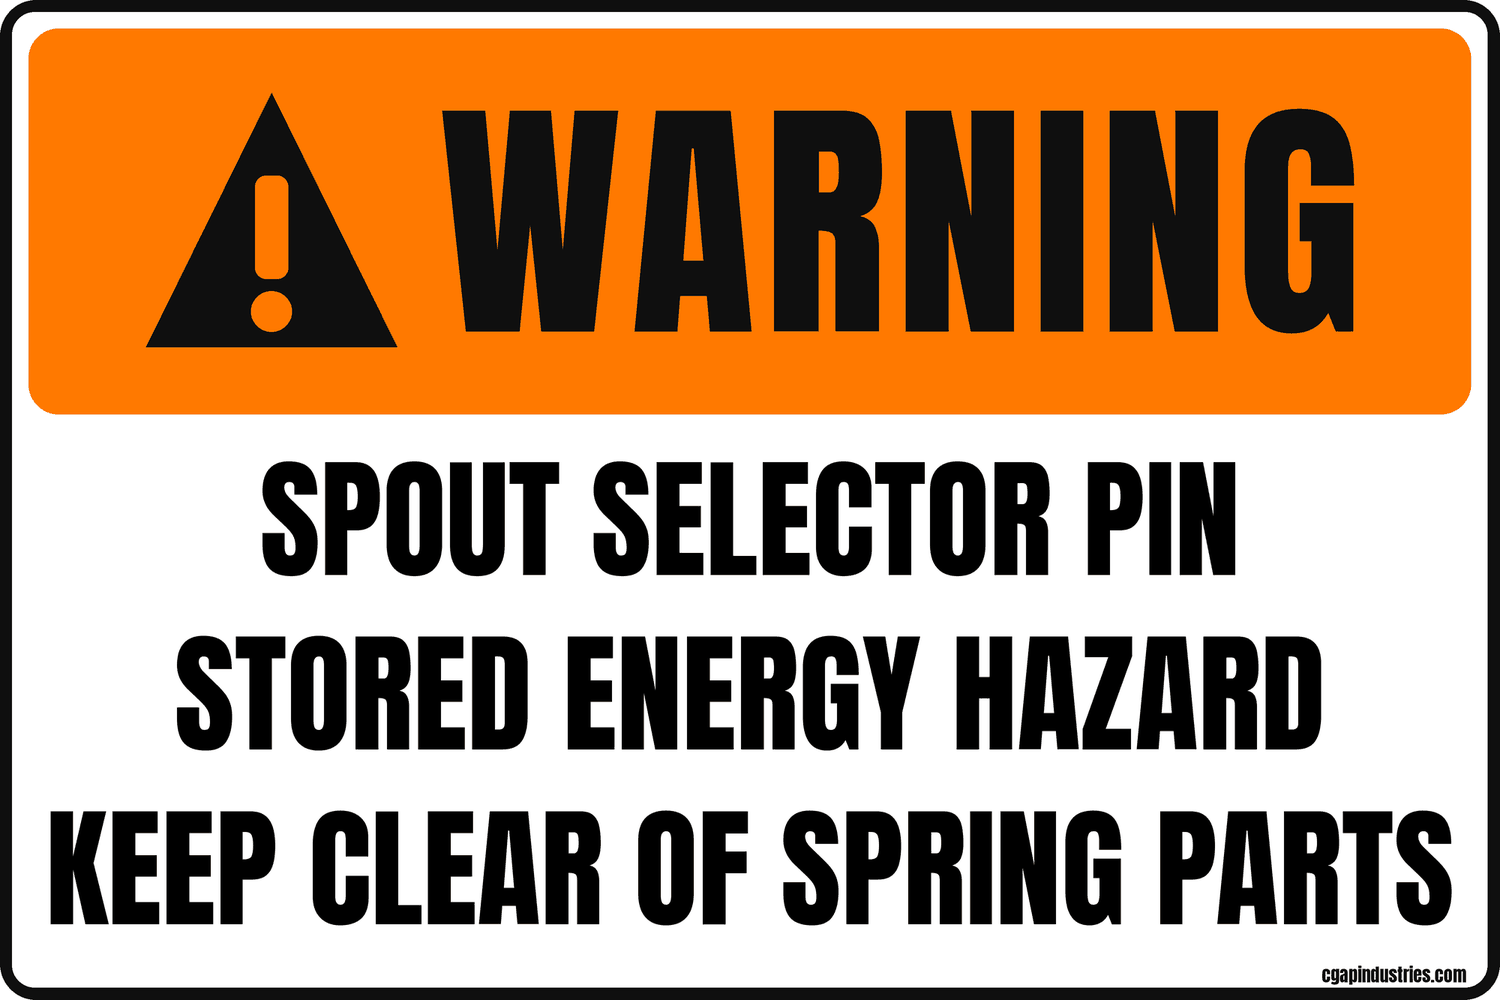 WARNING
SPOUT SELECTOR PIN
STORED ENERGY HAZARD
KEEP CLEAR OF SPRING PARTS
cgapindustries.com